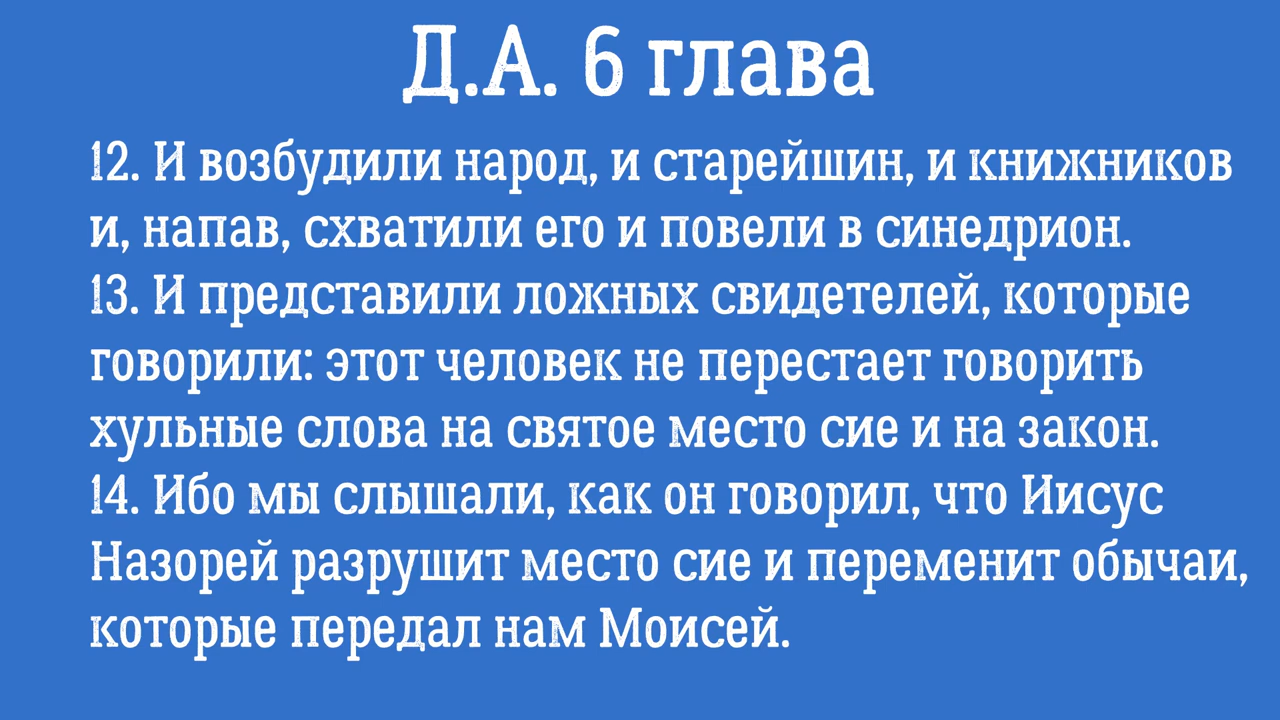 Д.А. 6 глава
12. И возбудили народ, и старейшин, и книжников
и, напав, схватили его и повели в синедрион.
13. И представили ложных свидетелей, которые
говорили: этот человек не перестает говорить
хульные слова на святое место сие и на закон.
14. Ибо мы слышали, как он говорил, что Иисус
Назорей разрушит место сие и переменит обычаи,
которые передал нам Моисей.